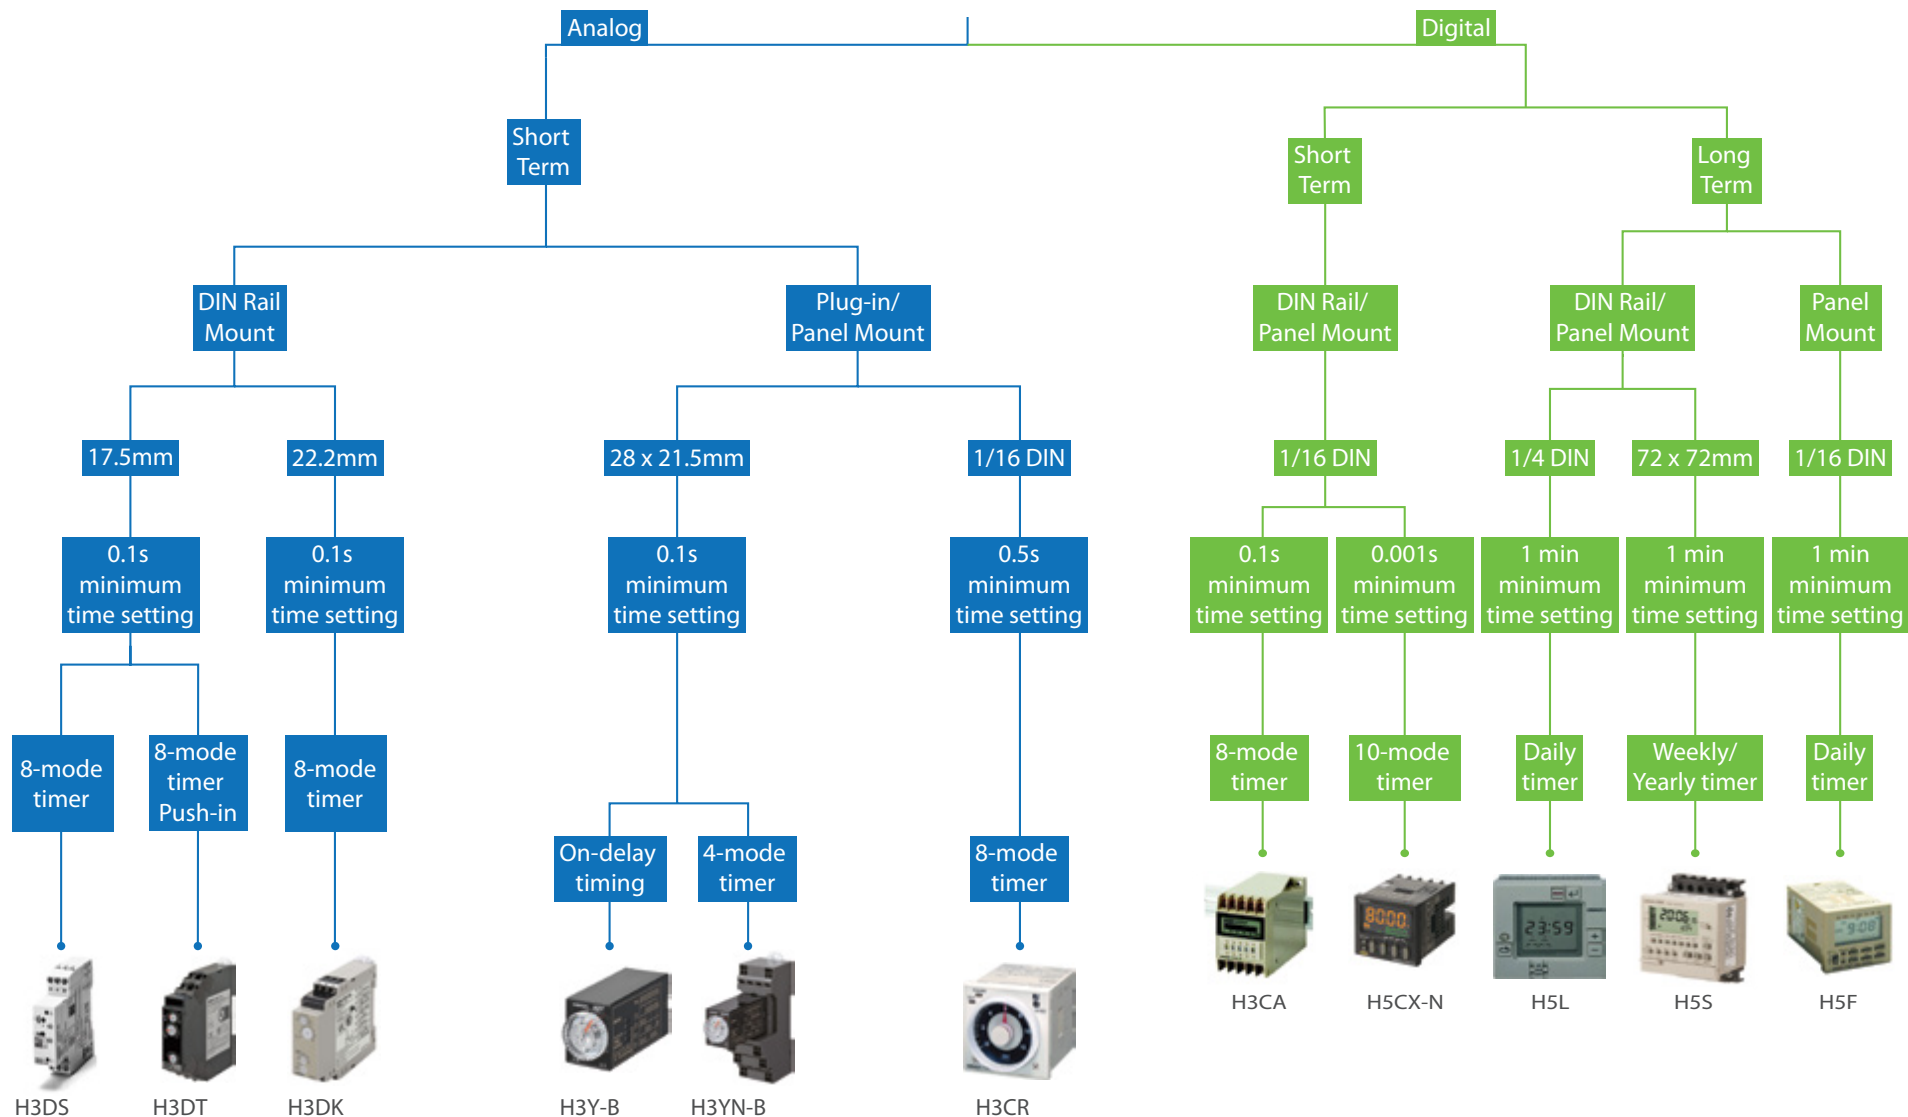 Analog
Digital
Short
Term
Short
Term
Long
Term
DIN Rail
Mount
Plug-in/
Panel Mount
DIN Rail/
Panel Mount
DIN Rail/
Panel Mount
Panel
Mount
17.5mm
22.2mm
28 x 21.5mm
1/16 DIN
1/16 DIN
1/4 DIN
72 x 72mm
1/16 DIN
0.1s
minimum
time setting
0.1s
minimum
time setting
0.1s
minimum
time setting
0.5s
minimum
time setting
0.1s
minimum
time setting
0.001s
minimum
time setting
1 min
minimum
time setting
1 min
minimum
time setting
1 min
minimum
time setting
8-mode
timer
8-mode
timer
Push-in
8-mode
timer
On-delay
timing
4-mode
timer
8-mode
timer
8-mode
timer
10-mode
timer
Daily
timer
Weekly/
Yearly timer
Daily
timer
8000
23:59
20:06
9:08
H3CA
H5CX-N
H5L
H5S
H5F
H3DS
H3DT
H3DK
H3Y-B
H3YN-B
H3CR